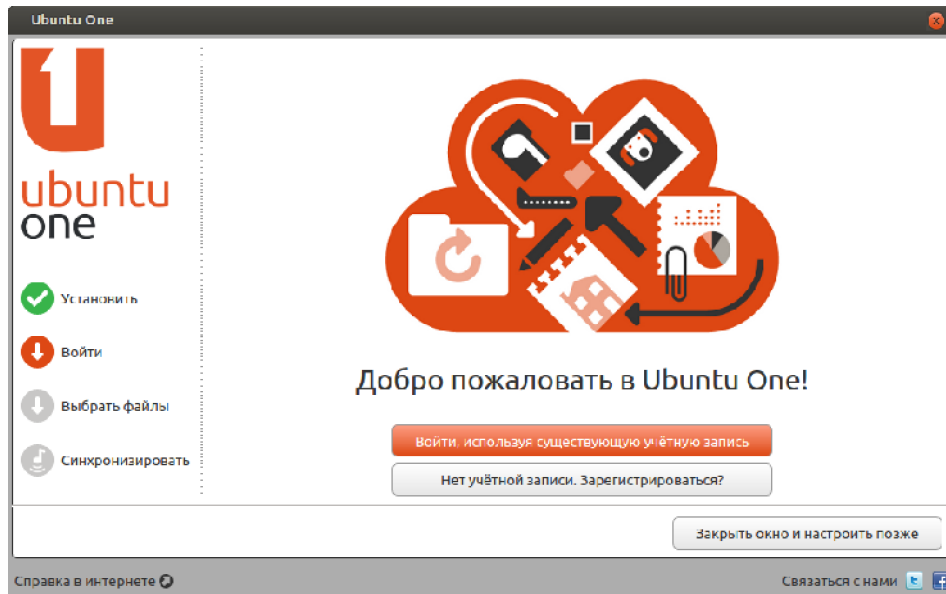 Ubuntu One
ubuntu
one
Установить
Войти
Выбрать файлы
Синхронизировать
Добро пожаловать в Ubuntu One!
Войти, используя существующую учётную запись
Нет учётной записи. Зарегистрироваться?
Закрыть окно и настроить позже
Справка в интернете
Связаться с нами